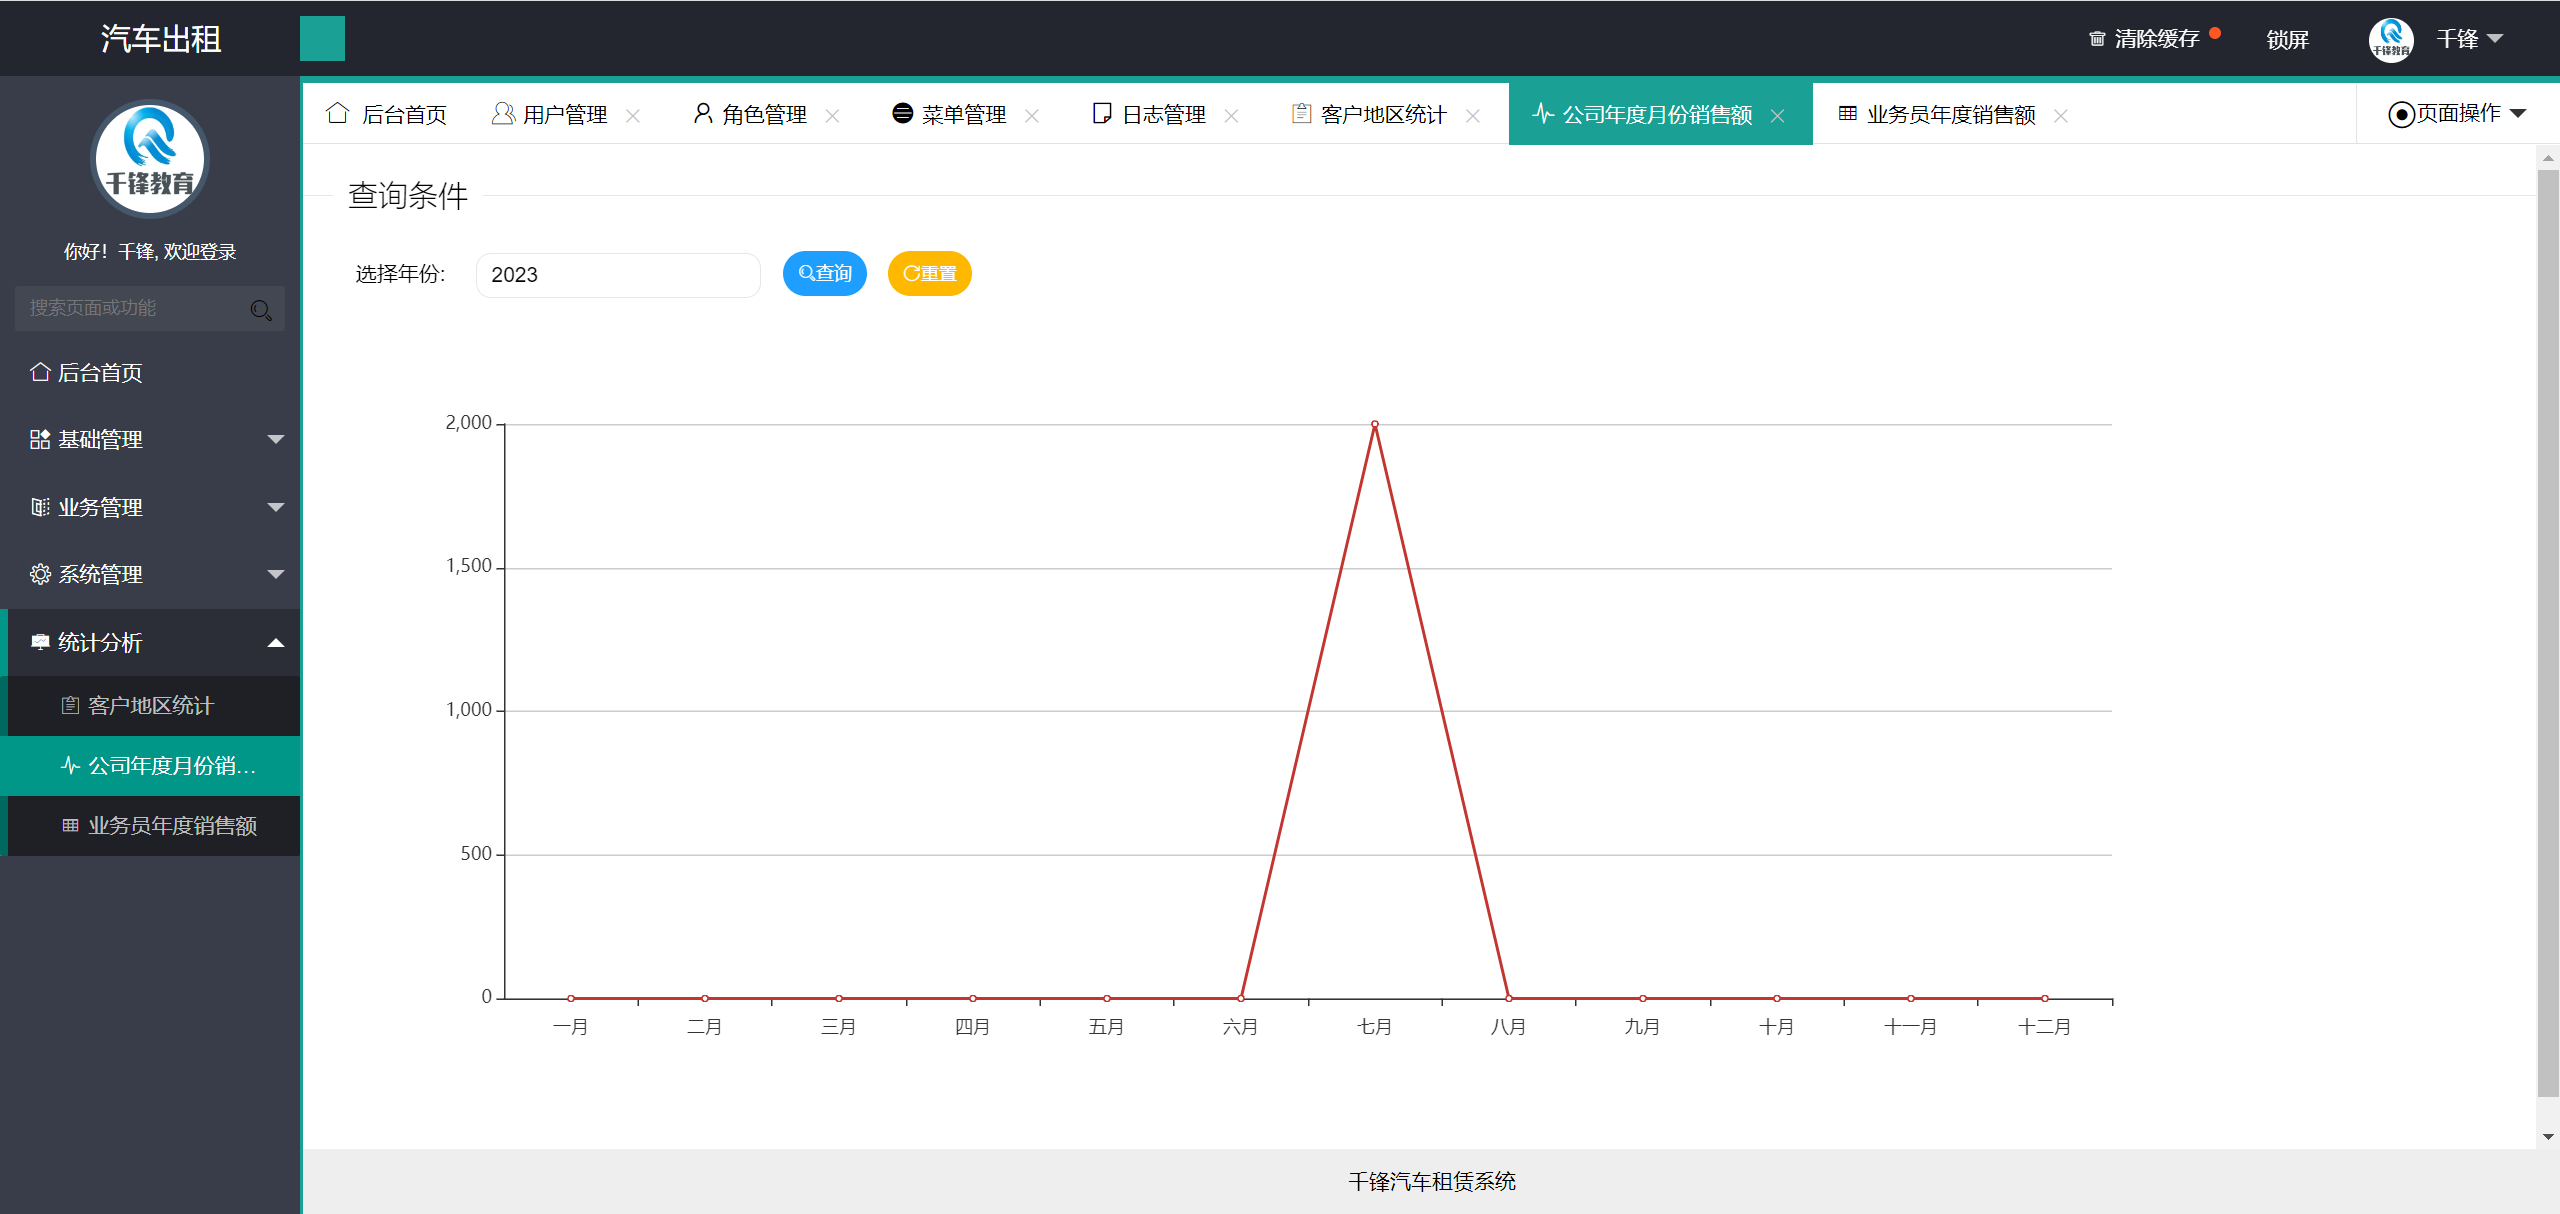 汽车出租
清除缓存
锁屏
千锋教育
千锋
千锋教育
你好！千锋, 欢迎登录
搜索页面或功能
后台首页
基础管理
业务管理
系统管理
统计分析
客户地区统计
公司年度月份销...
业务员年度销售额
后台首页
用户管理
角色管理
菜单管理
日志管理
客户地区统计
公司年度月份销售额
业务员年度销售额
页面操作
查询条件
选择年份:
2023
查询
重置
2,000
1,500
1,000
500
0
一月
二月
三月
四月
五月
六月
七月
八月
九月
十月
十一月
十二月
千锋汽车租赁系统